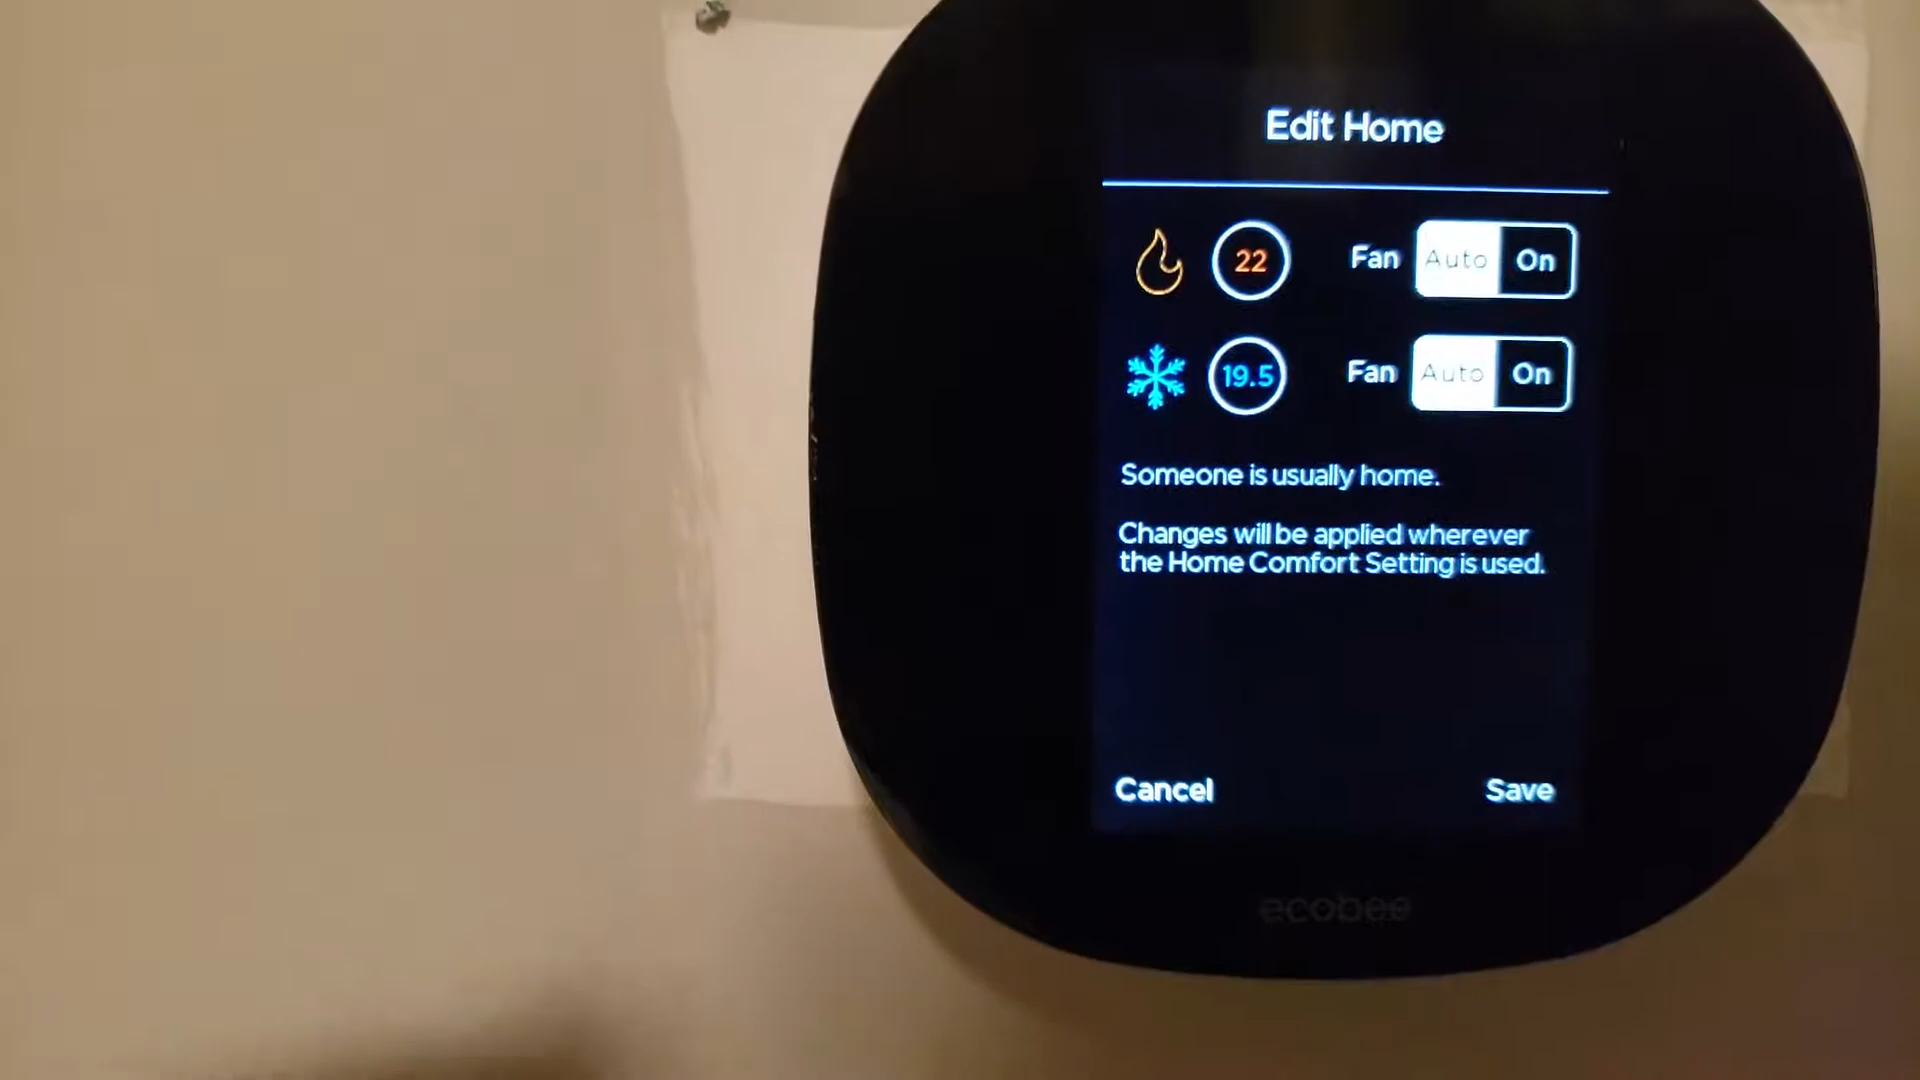 Edit Home
22 Fan Auto On
19.5 Fan Auto On
Someone is usually home.
Changes will be applied wherever
the Home Comfort Setting is used.
Cancel Save
ecobee